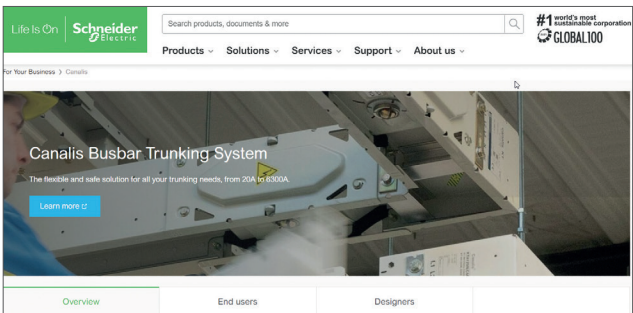 Life Is On
Schneider
Electric
Search products, documents & more
#1 world's most
sustainable corporation
GLOBAL100
Products
Solutions
Services
Support
About us
For Your Business > Canalis
Canalis Busbar Trunking System
The flexible and safe solution for all your trunking needs, from 20A to 6300A.
Learn more
Overview
End users
Designers